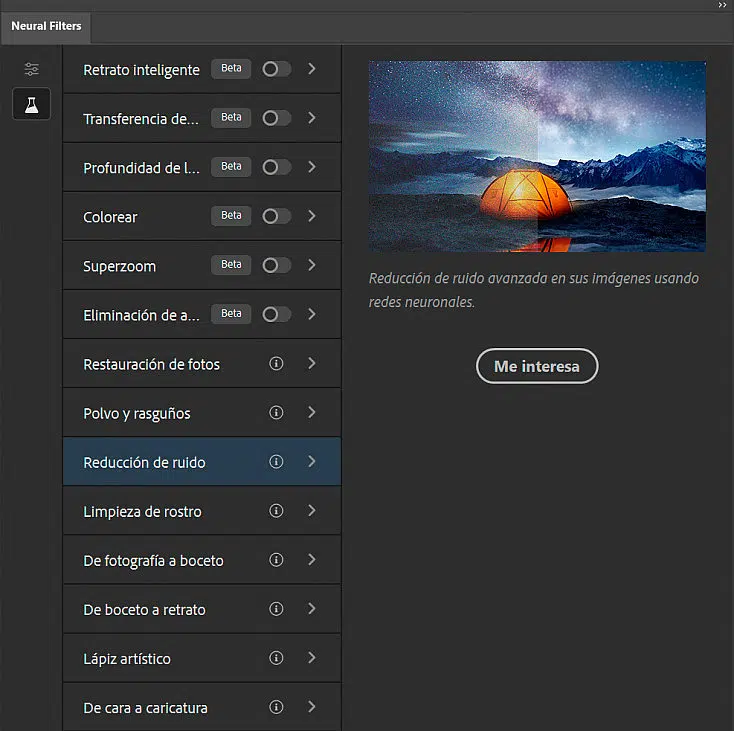 Neural Filters
Retrato inteligente Beta
Transferencia de... Beta
Profundidad de l... Beta
Colorear Beta
Superzoom Beta
Eliminación de a... Beta
Restauración de fotos
Polvo y rasguños
Reducción de ruido
Limpieza de rostro
De fotografía a boceto
De boceto a retrato
Lápiz artístico
De cara a caricatura
Reducción de ruido avanzada en sus imágenes usando
redes neuronales.
Me interesa